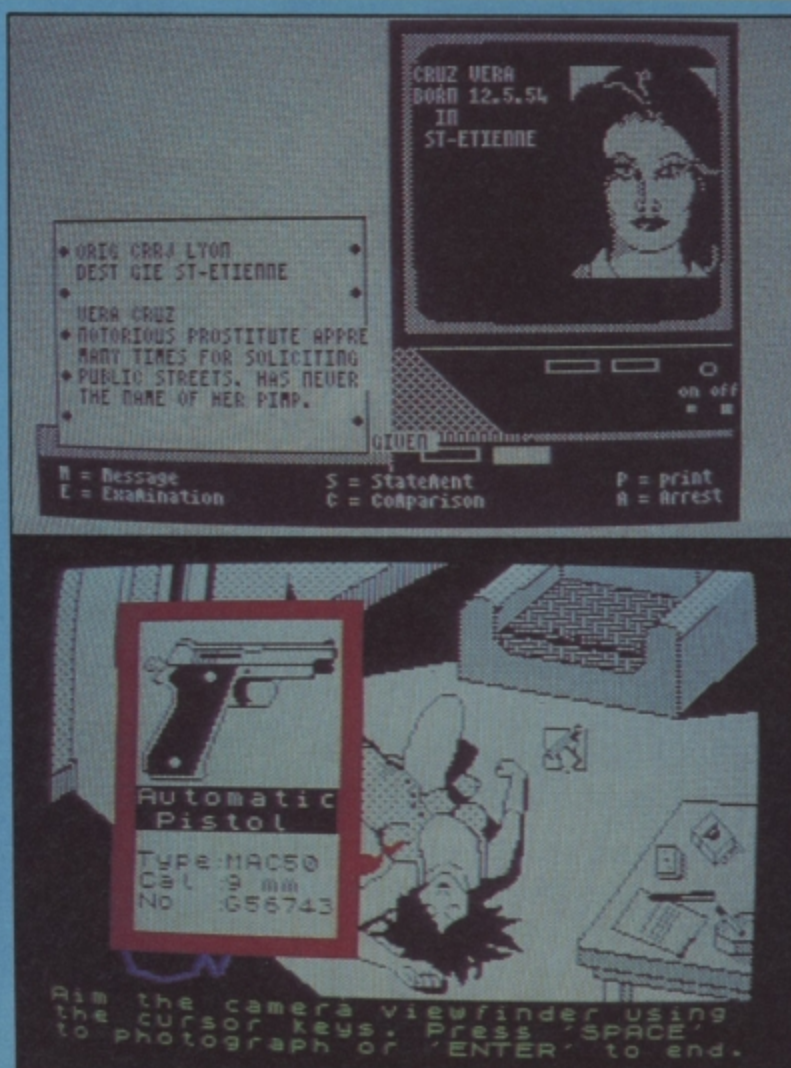 CRUZ VERA
BORN 12.5.54
IN
ST-ETIENNE
ORIG CRRJ LYON
DEST GIE ST-ETIENNE
VERA CRUZ
NOTORIOUS PROSTITUTE APPRE
MANY TIMES FOR SOLICITING
PUBLIC STREETS. HAS NEVER
THE NAME OF HER PIMP.
on off
GIVEN
M = Message S = Statement P = print
E = Examination C = Comparison A = Arrest
Automatic
Pistol
Type:MAC50
Cal :9 mm
No :G56743
Aim the camera viewfinder using
the cursor keys. Press 'SPACE'
to photograph or 'ENTER' to end.